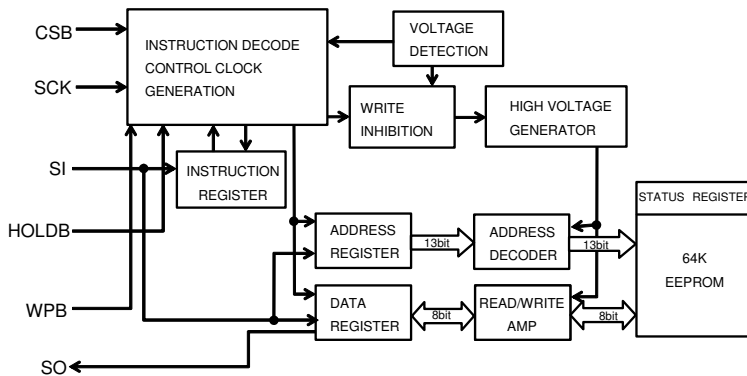 CSB
SCK
SI
HOLDB
WPB
SO
INSTRUCTION DECODE
CONTROL CLOCK
GENERATION
VOLTAGE
DETECTION
WRITE
INHIBITION
HIGH VOLTAGE
GENERATOR
INSTRUCTION
REGISTER
ADDRESS
REGISTER
13bit
ADDRESS
DECODER
13bit
DATA
REGISTER
8bit
READ/WRITE
AMP
8bit
STATUS REGISTER
64K
EEPROM